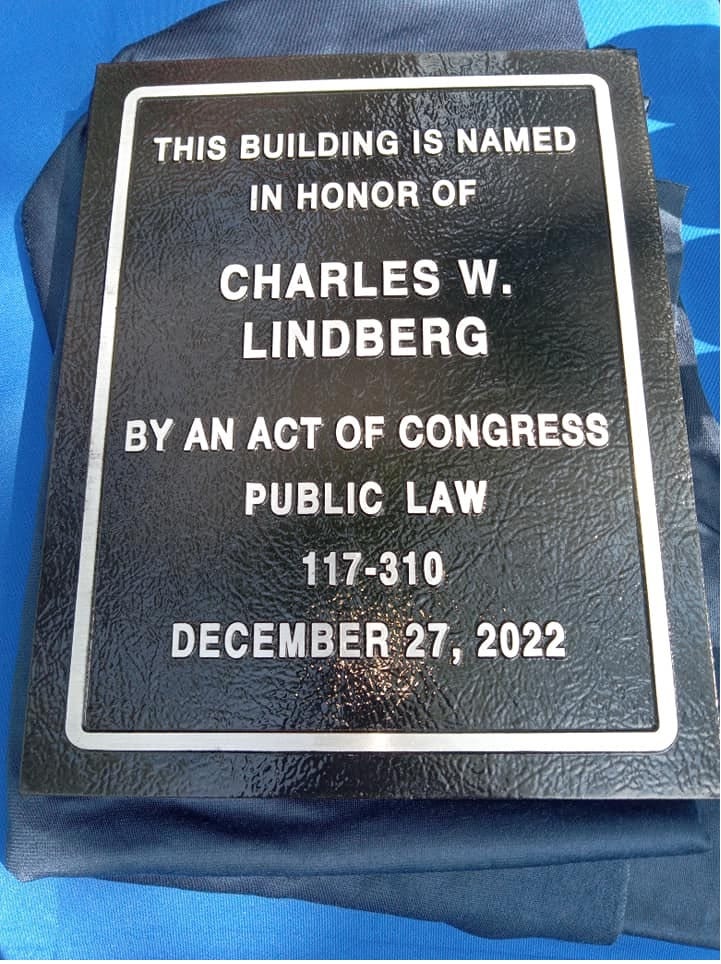 THIS BUILDING IS NAMED
IN HONOR OF
CHARLES W.
LINDBERG
BY AN ACT OF CONGRESS
PUBLIC LAW
117-310
DECEMBER 27, 2022